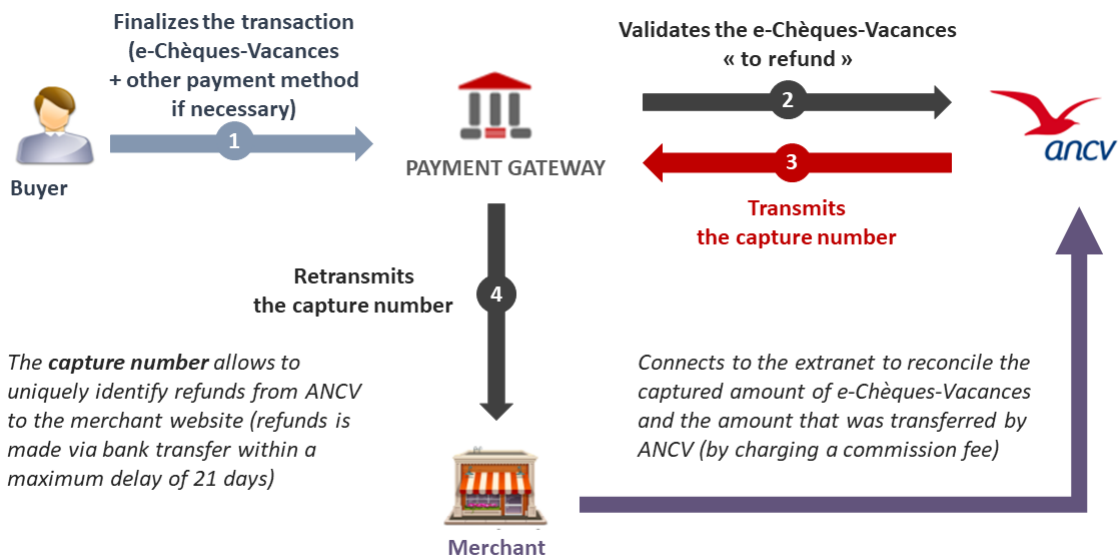 Finalizes the transaction
(e-Chèques-Vacances
+ other payment method
if necessary)
1
Buyer
PAYMENT GATEWAY
Validates the e-Chèques-Vacances
« to refund »
2
3
ancv
Transmits
the capture number
Retransmits
the capture number
4
The capture number allows to
uniquely identify refunds from ANCV
to the merchant website (refunds is
made via bank transfer within a
maximum delay of 21 days)
Connects to the extranet to reconcile the
captured amount of e-Chèques-Vacances
and the amount that was transferred by
ANCV (by charging a commission fee)
Merchant